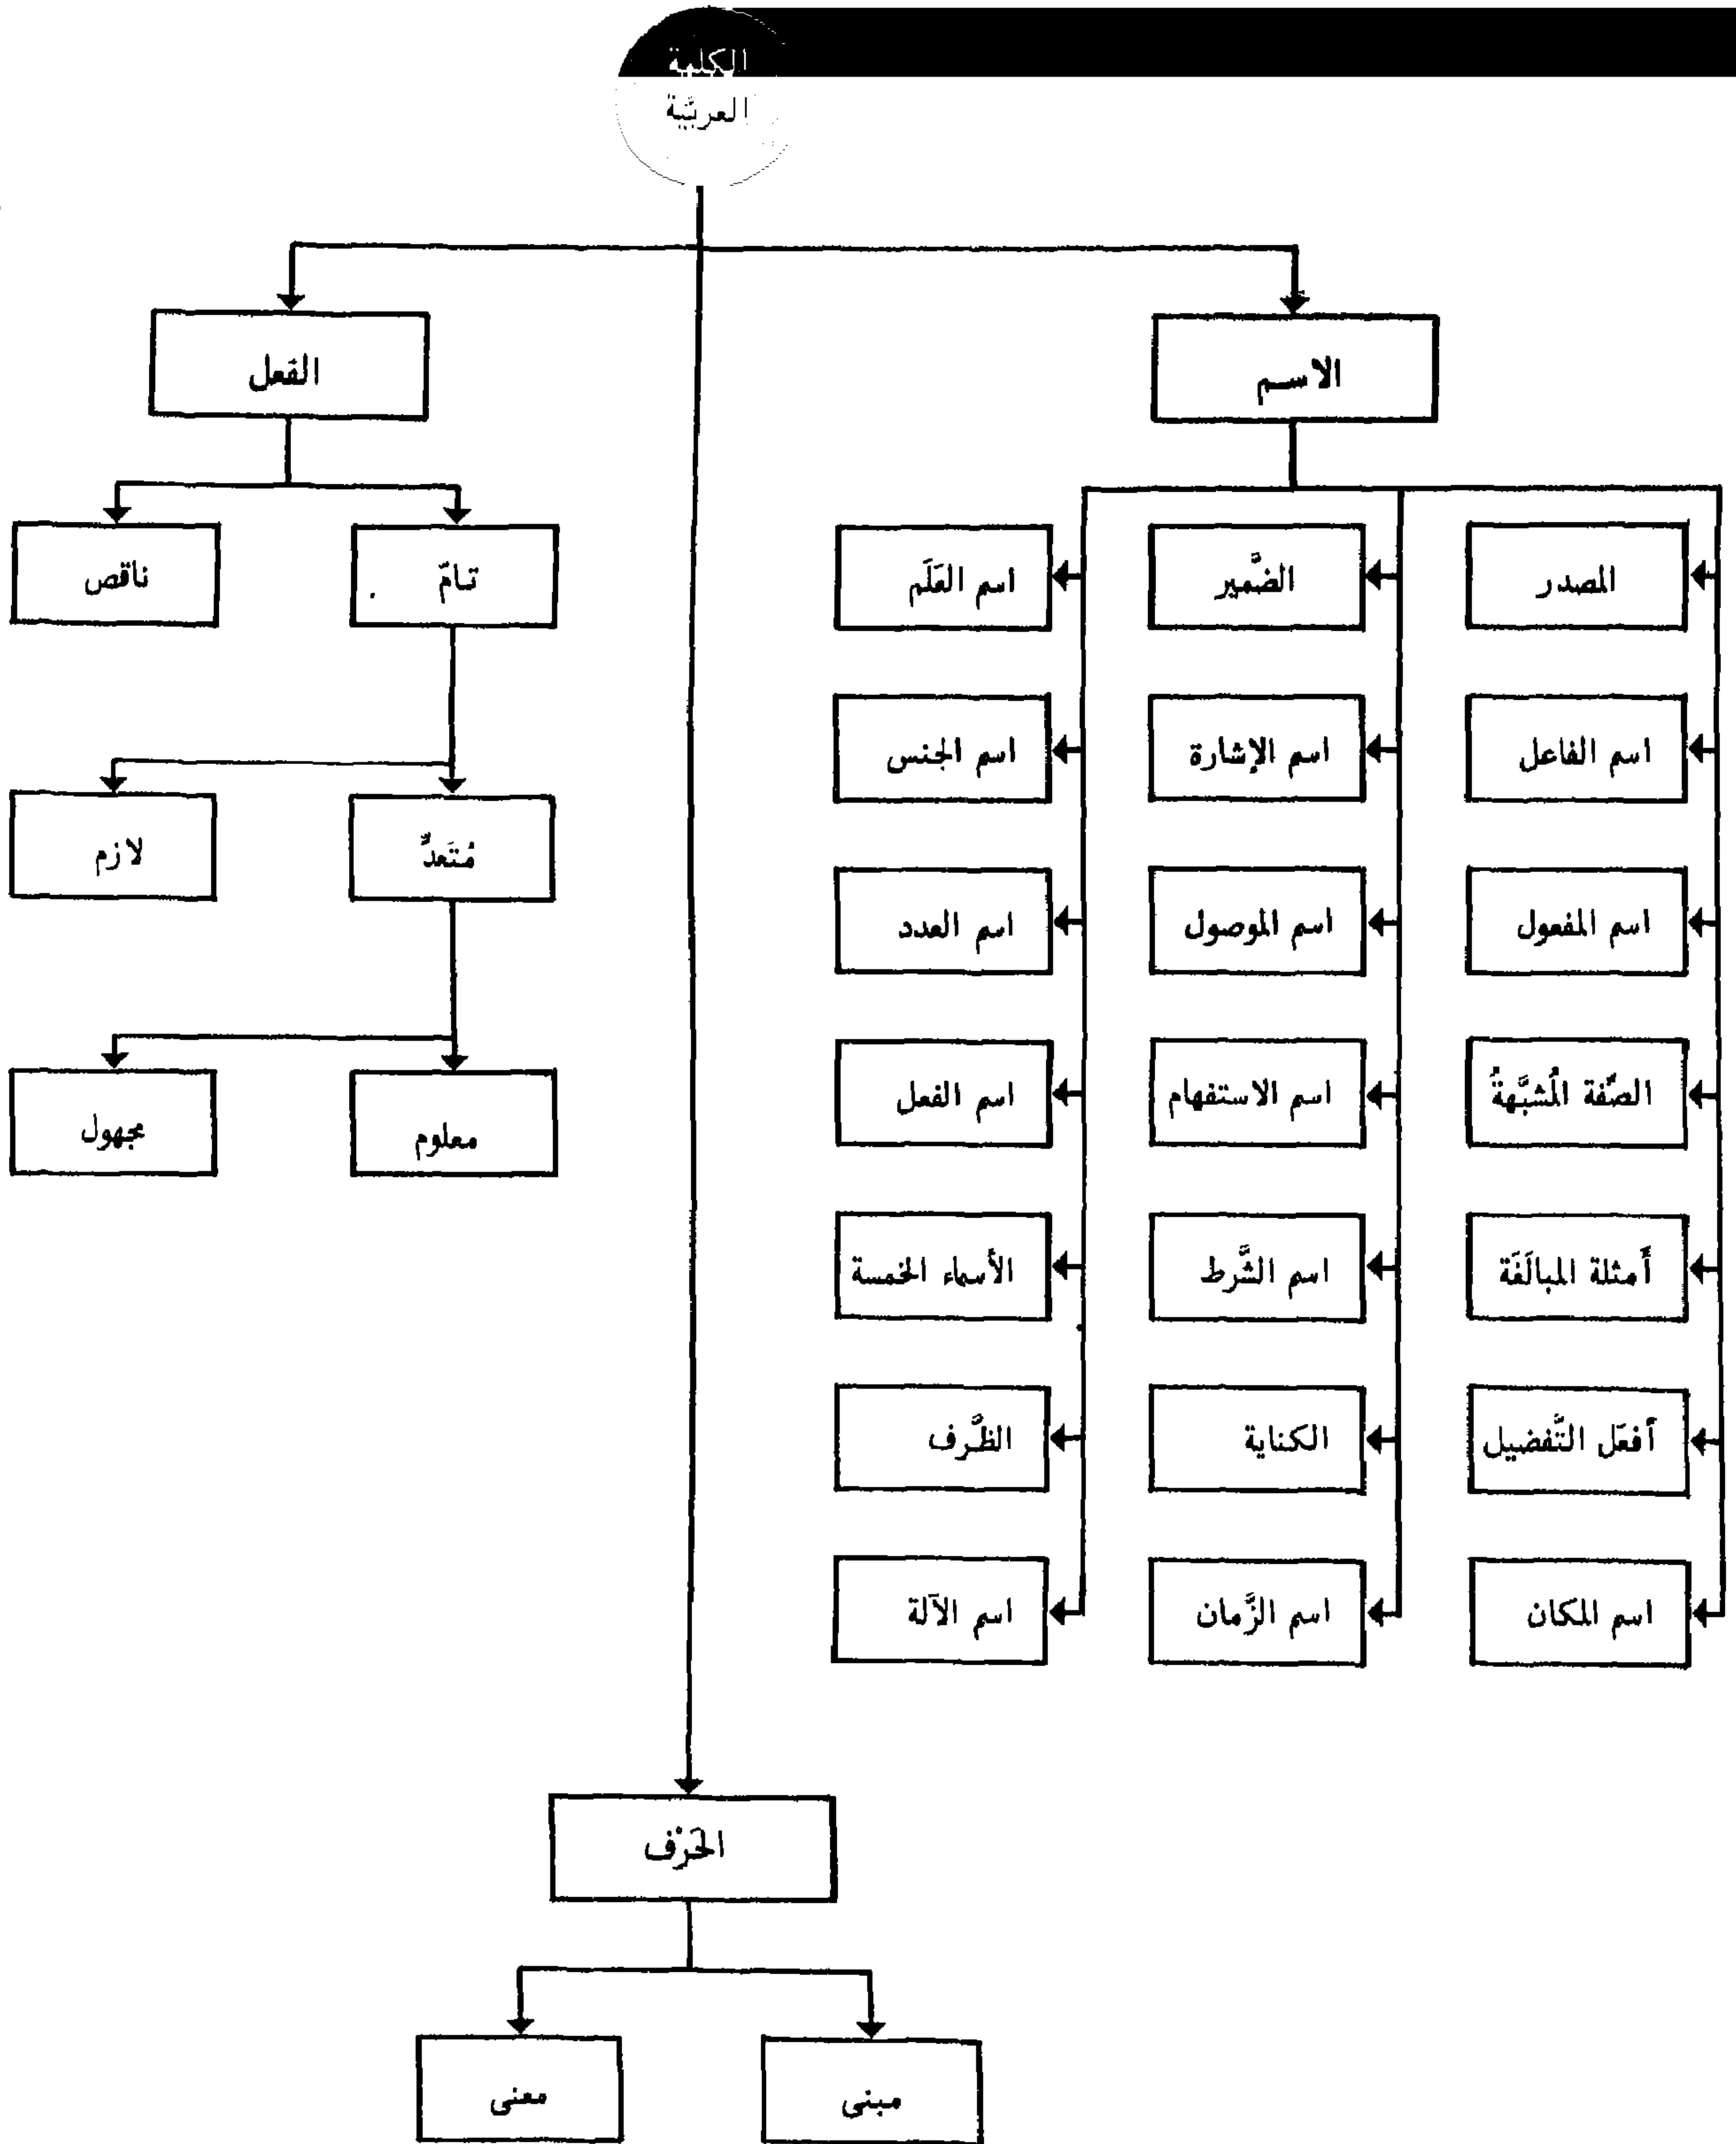 الكلمة
العربيّة
الاسم
الفعل
المصدر
الضَّمير
اسم العَلَم
تامّ
ناقص
اسم الفاعل
اسم الإشارة
اسم الجنس
مُتَعدٍّ
لازم
اسم المفعول
اسم الموصول
اسم العدد
الصِّفة المُشبَّهةُ
اسم الاستفهام
اسم الفعل
معلوم
مجهول
أمثلة المبالَغَة
اسم الشَّرط
الأسماء الخمسة
أفعَل التَّفضيل
الكناية
الظَّرف
اسم المكان
اسم الزَّمان
اسم الآلة
الحَرْف
مبنى
معنى